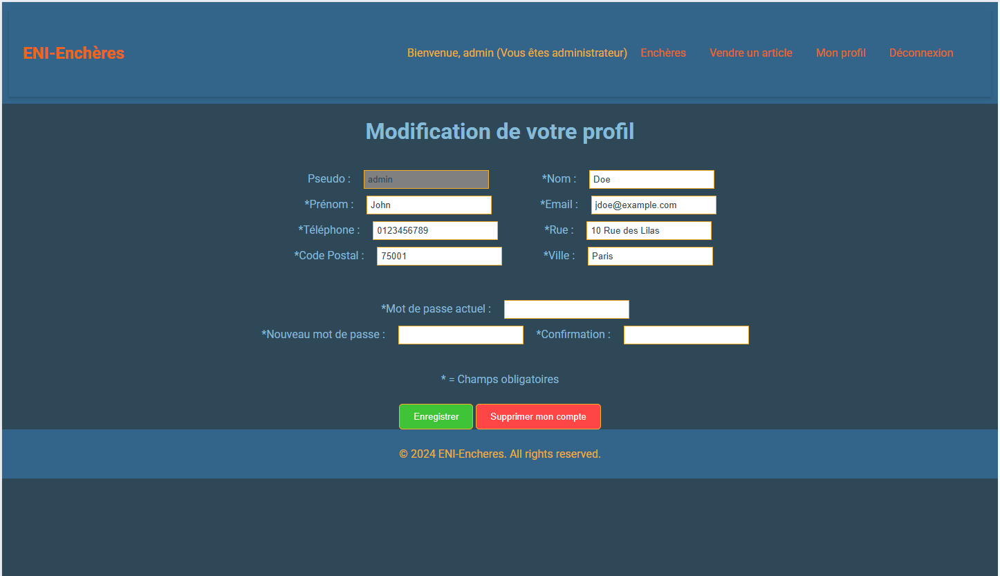 ENI-Enchères
Bienvenue, admin (Vous êtes administrateur) Enchères Vendre un article Mon profil Déconnexion
Modification de votre profil
Pseudo : admin *Nom : Doe
*Prénom : John *Email : jdoe@example.com
*Téléphone : 0123456789 *Rue : 10 Rue des Lilas
*Code Postal : 75001 *Ville : Paris
*Mot de passe actuel :
*Nouveau mot de passe : *Confirmation :
* = Champs obligatoires
Enregistrer Supprimer mon compte
© 2024 ENI-Encheres. All rights reserved.